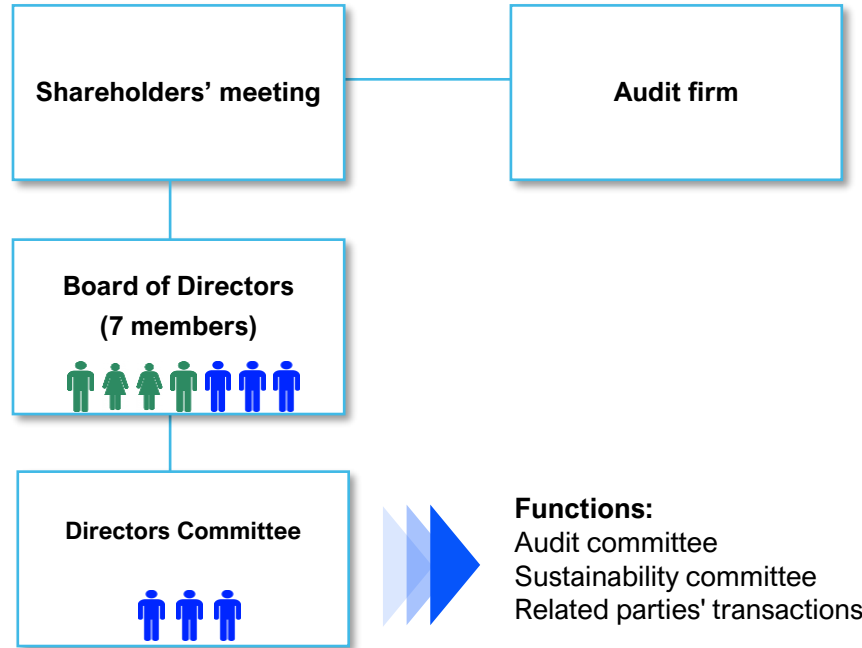 Shareholders’ meeting
Audit firm
Board of Directors
(7 members)
Directors Committee
Functions:
Audit committee
Sustainability committee
Related parties' transactions